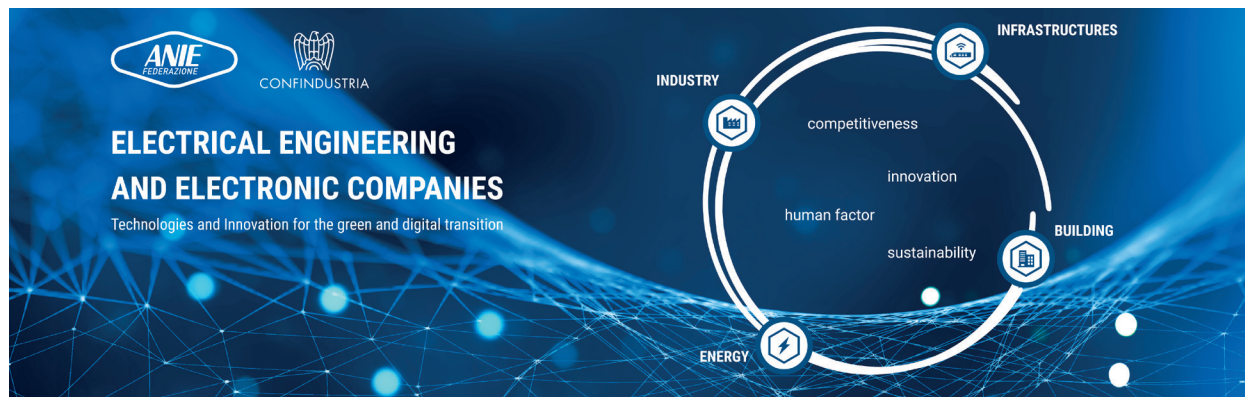 ANIE
FEDERAZIONE
CONFINDUSTRIA
ELECTRICAL ENGINEERING
AND ELECTRONIC COMPANIES
Technologies and Innovation for the green and digital transition
INFRASTRUCTURES
INDUSTRY
competitiveness
innovation
human factor
BUILDING
sustainability
ENERGY